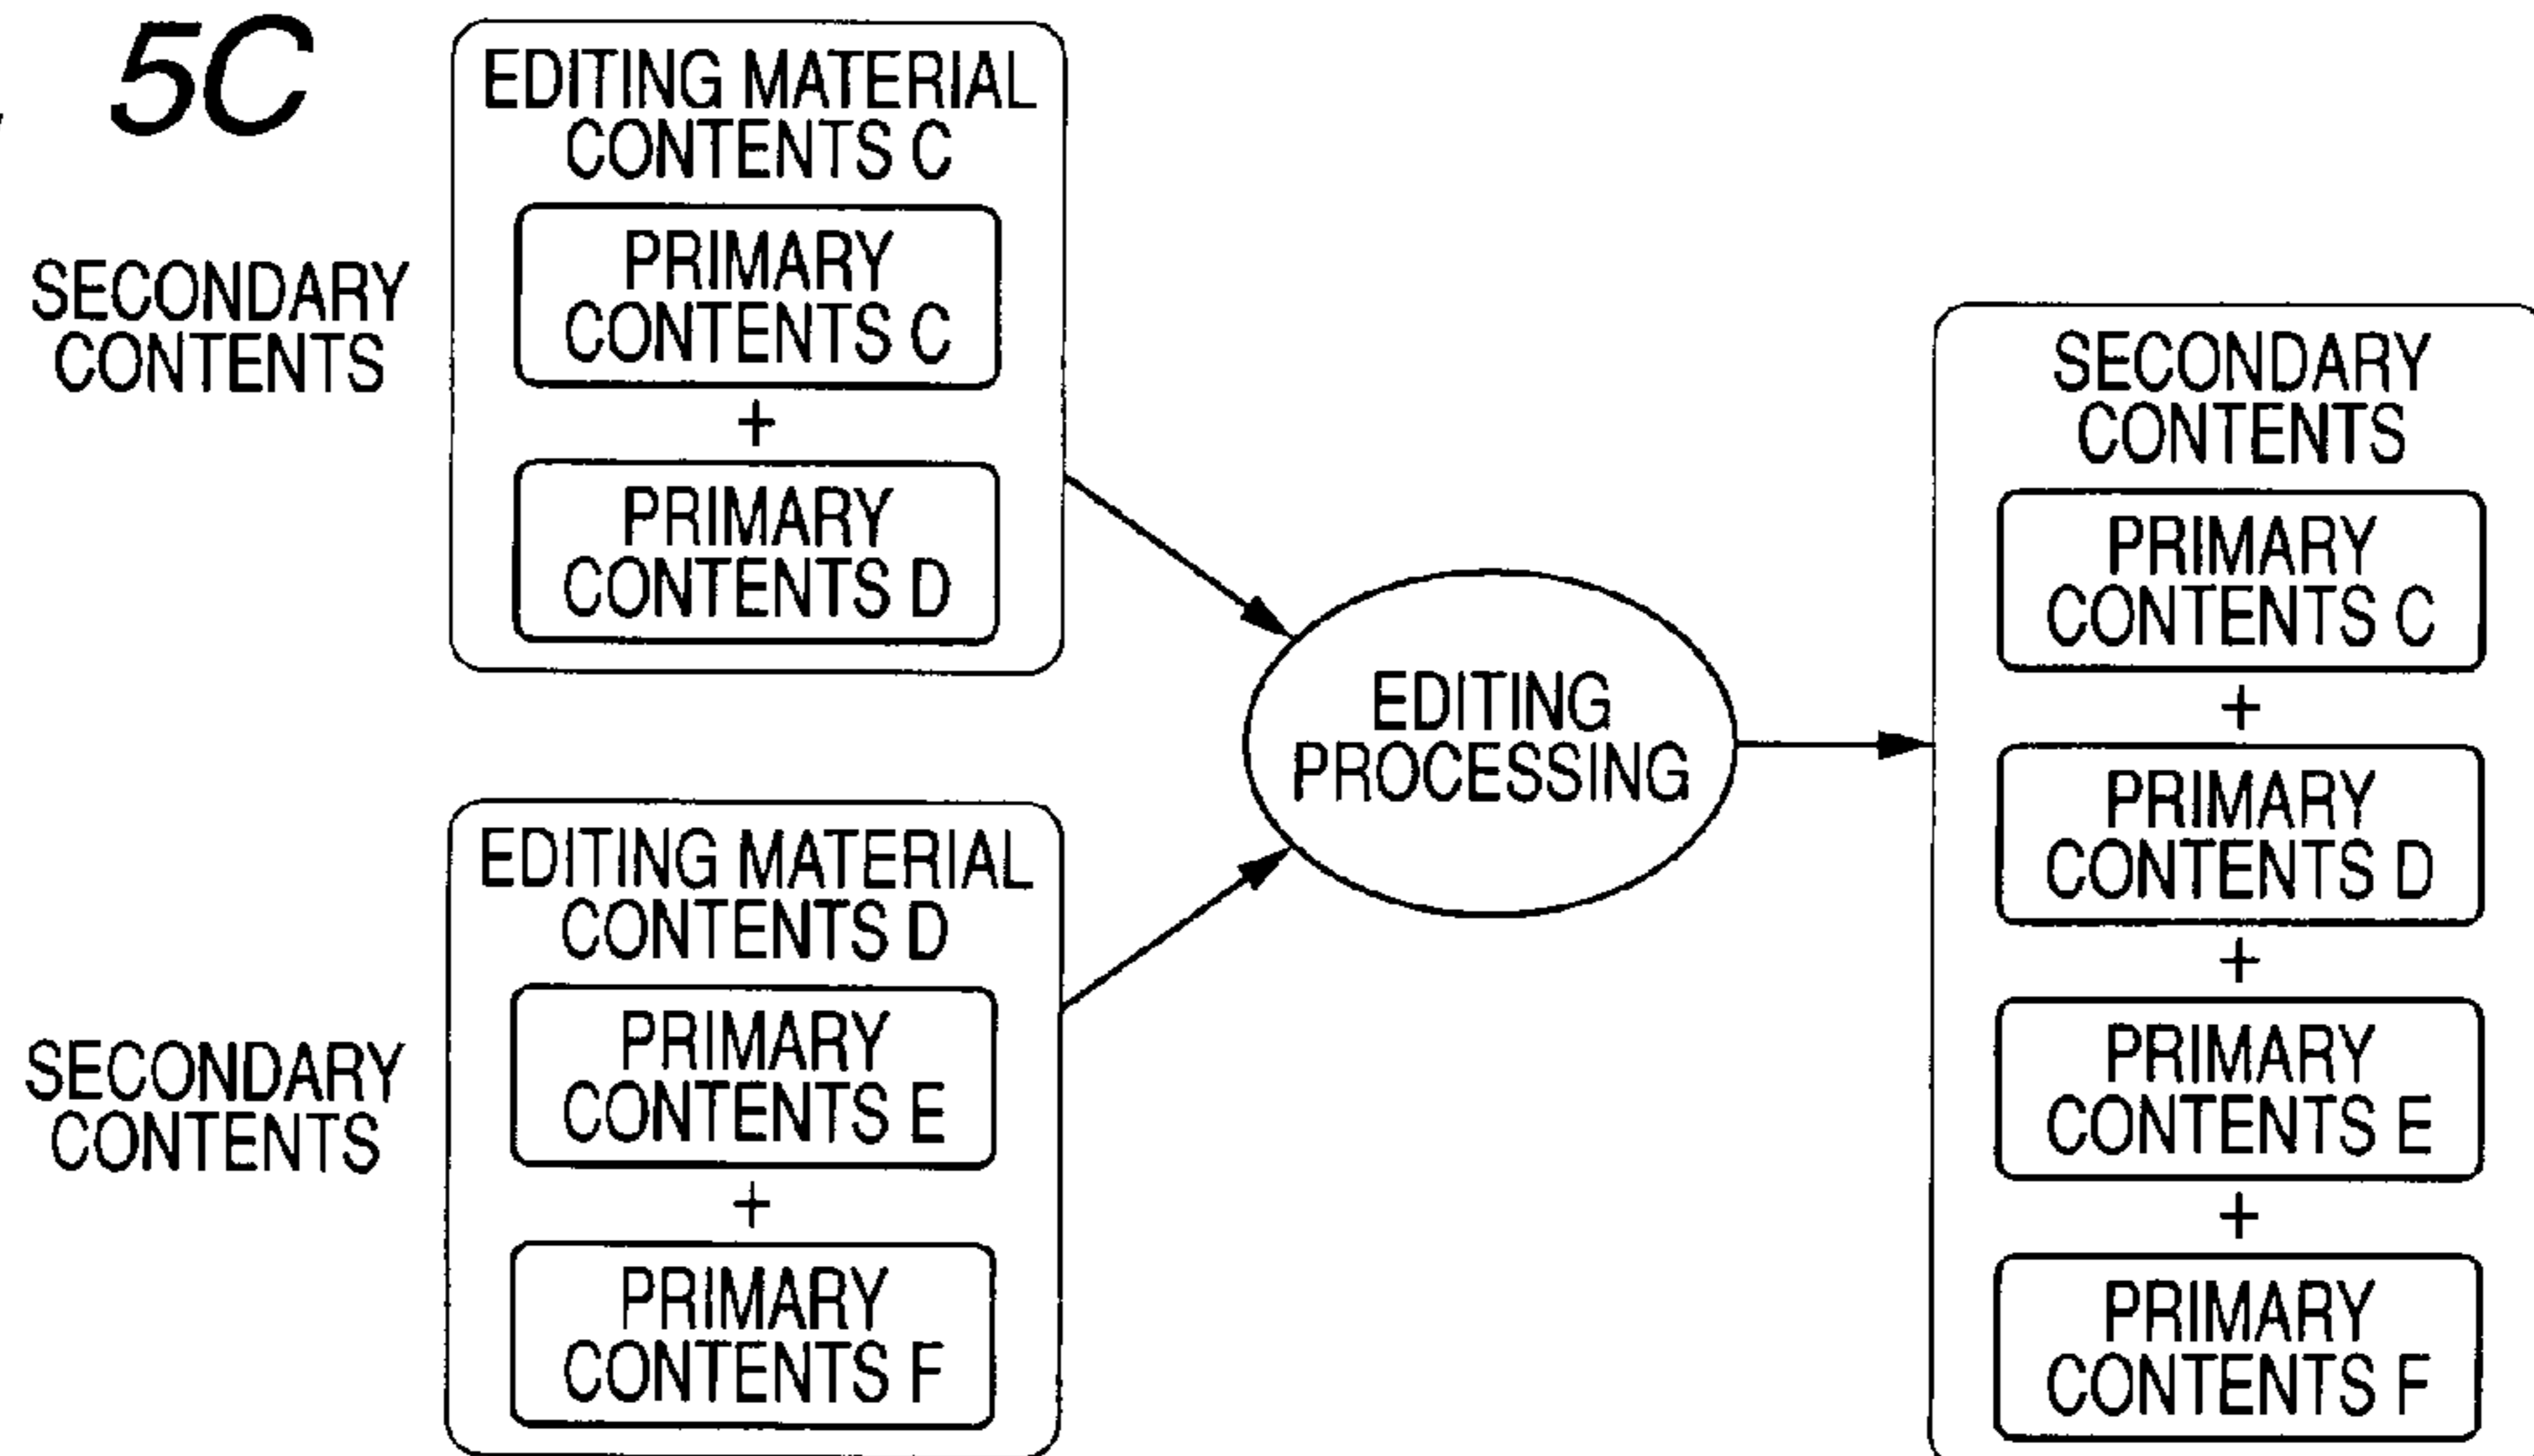 5C
EDITING MATERIAL
CONTENTS C
SECONDARY
CONTENTS
PRIMARY
CONTENTS C
+
PRIMARY
CONTENTS D
EDITING MATERIAL
CONTENTS D
SECONDARY
CONTENTS
PRIMARY
CONTENTS E
+
PRIMARY
CONTENTS F
EDITING
PROCESSING
SECONDARY
CONTENTS
PRIMARY
CONTENTS C
+
PRIMARY
CONTENTS D
+
PRIMARY
CONTENTS E
+
PRIMARY
CONTENTS F